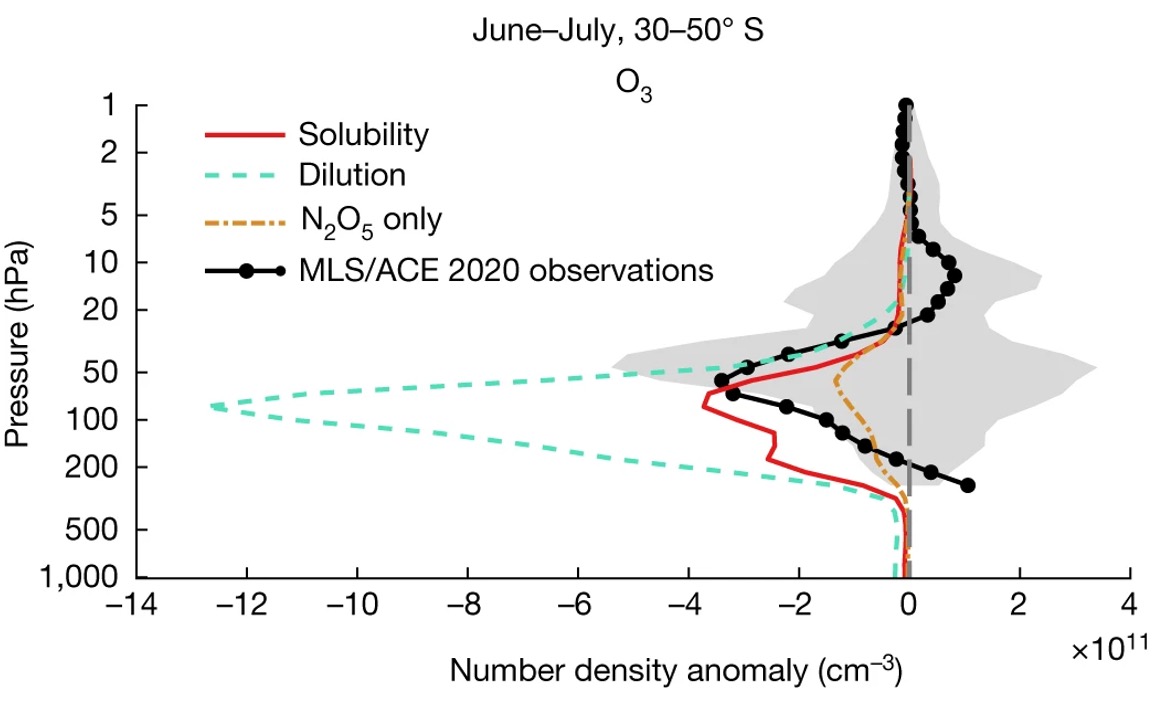 June–July, 30–50° S
O₃
Solubility
Dilution
N₂O₅ only
MLS/ACE 2020 observations
Pressure (hPa)
1
2
5
10
20
50
100
200
500
1,000
–14 –12 –10 –8 –6 –4 –2 0 2 4
×10¹¹
Number density anomaly (cm⁻³)